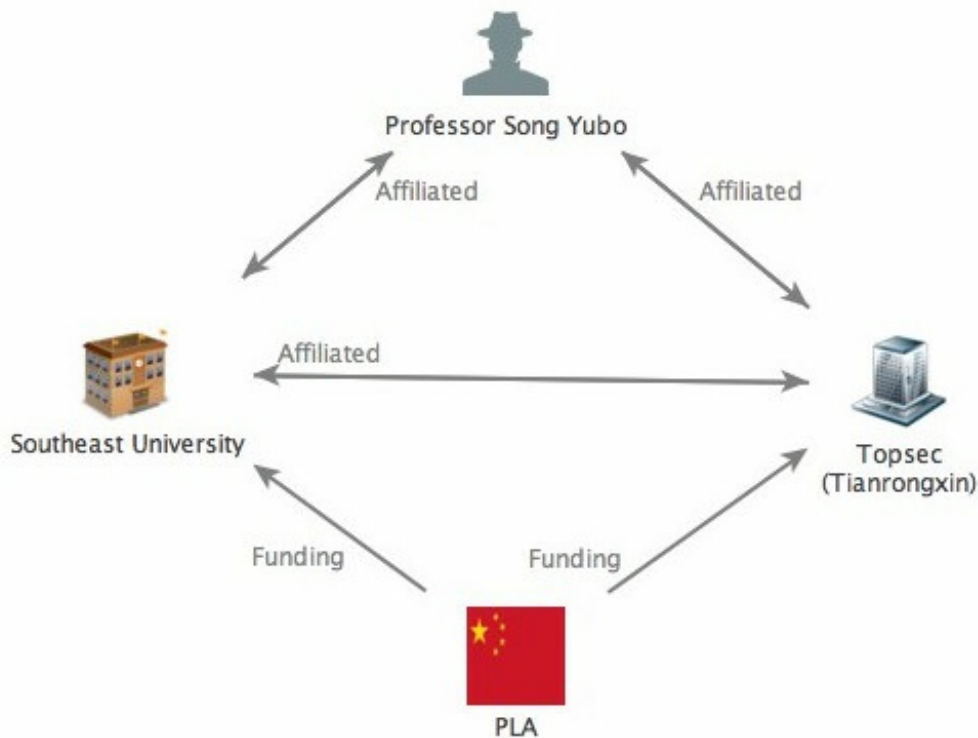 Professor Song Yubo
Affiliated
Affiliated
Affiliated
Southeast University
Topsec
(Tianrongxin)
Funding
Funding
PLA